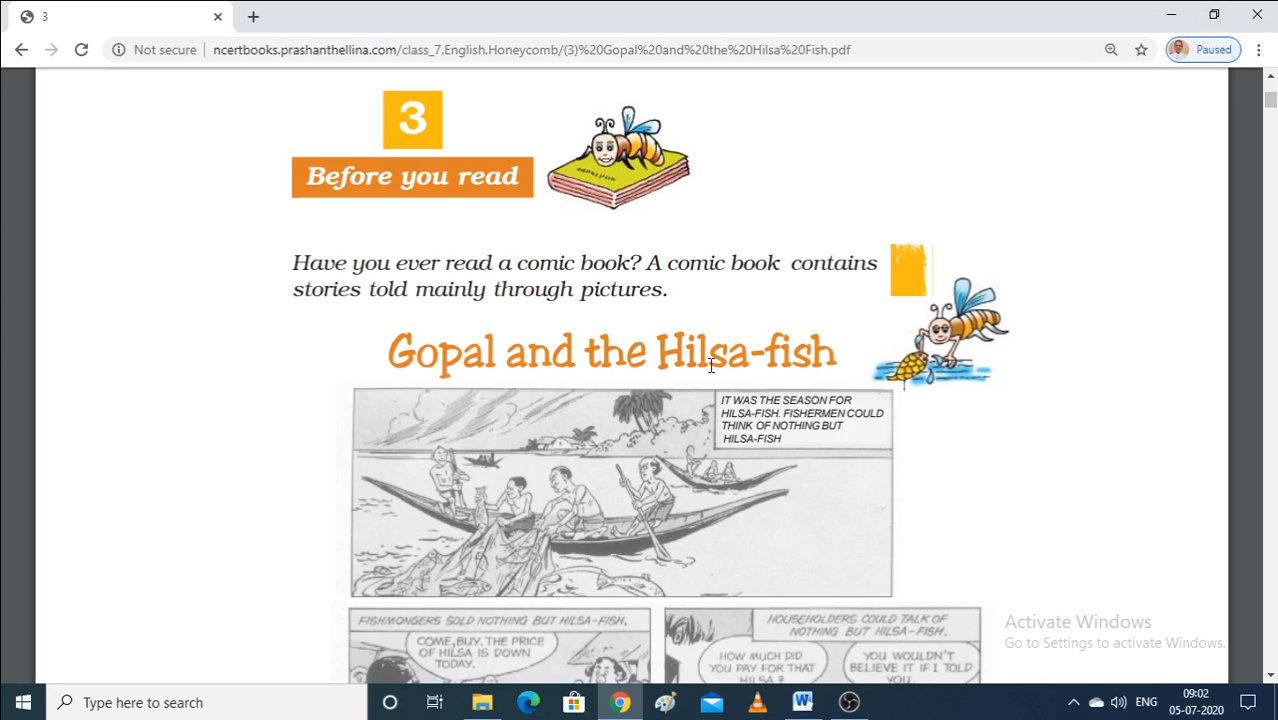 3
Not secure
ncertbooks.prashanthellina.com/class_7.English.Honeycomb/(3)%20Gopal%20and%20the%20Hilsa%20Fish.pdf
Paused
3
Before you read
Have you ever read a comic book? A comic book contains
stories told mainly through pictures.
Gopal and the Hilsa-fish
IT WAS THE SEASON FOR
HILSA-FISH. FISHERMEN COULD
THINK OF NOTHING BUT
HILSA-FISH
FISHMONGERS SOLD NOTHING BUT HILSA-FISH.
COME, BUY. THE PRICE
OF HILSA IS DOWN
TODAY.
HOUSEHOLDERS COULD TALK OF
NOTHING BUT HILSA-FISH.
HOW MUCH DID
YOU PAY FOR THAT
HILSA?
YOU WOULDN'T
BELIEVE IT IF I TOLD
YOU.
Activate Windows
Go to Settings to activate Windows.
Type here to search
ENG
09:02
05-07-2020